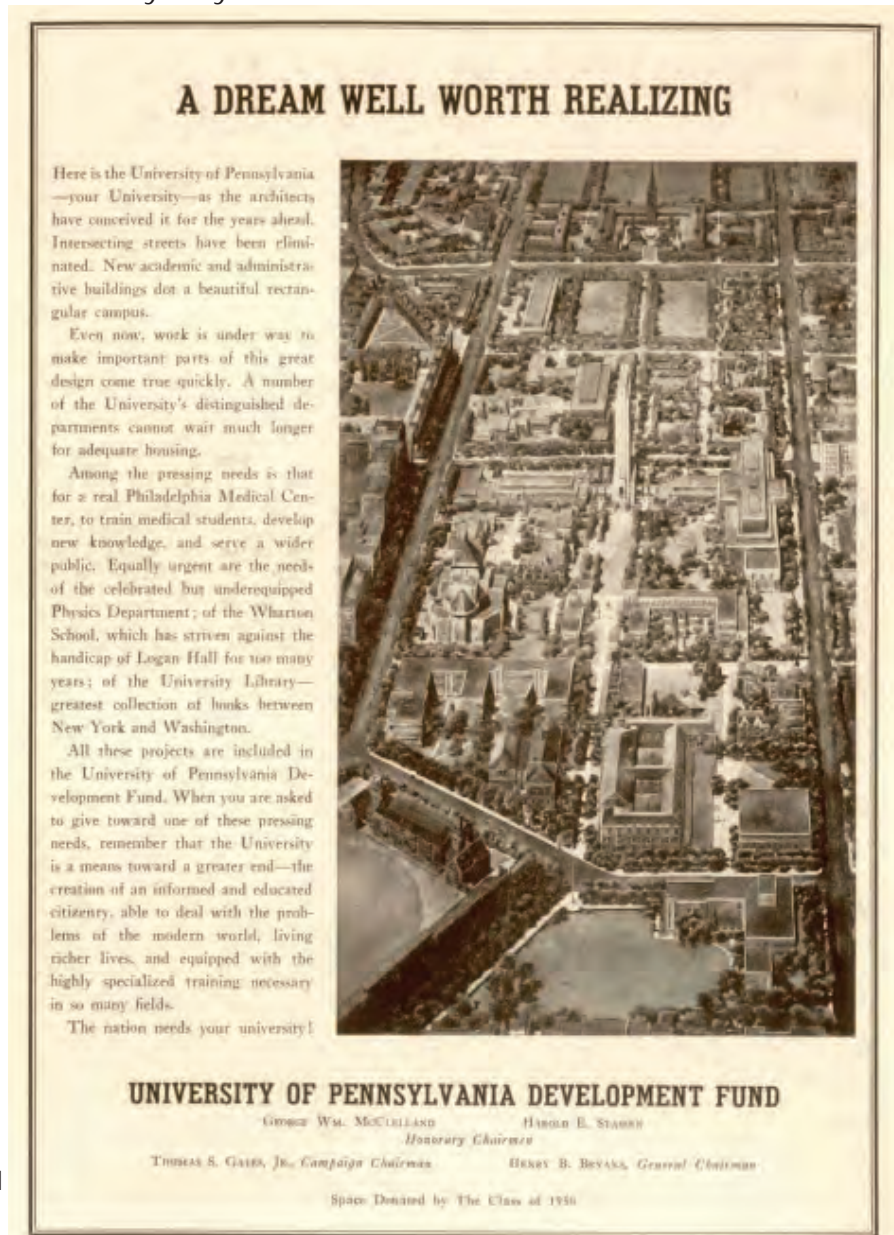 A DREAM WELL WORTH REALIZING
Here is the University of Pennsylvania
—your University—as the architects
have conceived it for the years ahead.
Intersecting streets have been elimi-
nated. New academic and administra-
tive buildings dot a beautiful rectan-
gular campus.
Even now, work is under way to
make important parts of this great
design come true quickly. A number
of the University's distinguished de-
partments cannot wait much longer
for adequate housing.
Among the pressing needs is that
for a real Philadelphia Medical Cen-
ter, to train medical students, develop
new knowledge, and serve a wider
public. Equally urgent are the needs
of the celebrated but underequipped
Physics Department; of the Wharton
School, which has striven against the
handicap of Logan Hall for too many
years; of the University Library—
greatest collection of books between
New York and Washington.
All these projects are included in
the University of Pennsylvania De-
velopment Fund. When you are asked
to give toward one of these pressing
needs, remember that the University
is a means toward a greater end—the
creation of an informed and educated
citizenry, able to deal with the prob-
lems of the modern world, living
richer lives, and equipped with the
highly specialized training necessary
in so many fields.
The nation needs your university!
UNIVERSITY OF PENNSYLVANIA DEVELOPMENT FUND
GEORGE WM. MCCLELLAND HAROLD E. STASSEN
Honorary Chairmen
THOMAS S. GATES, JR., Campaign Chairman HENRY B. BRYANS, General Chairman
Space Donated by The Class of 1950